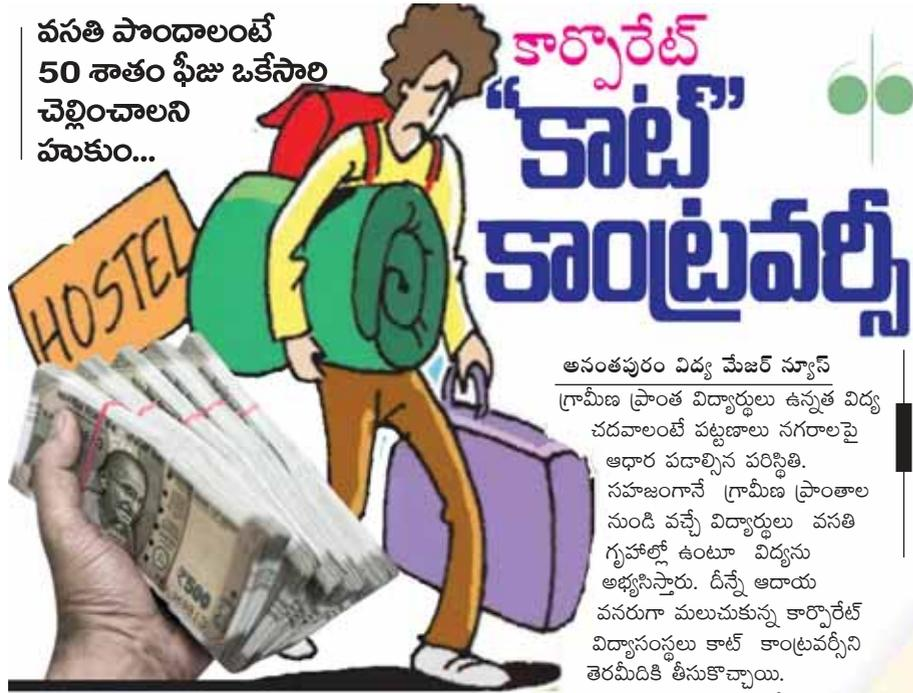 వసతి పొందాలంటే
50 శాతం ఫీజు ఒకేసారి
చెల్లించాలని
హుకుం...
కార్పొరేట్
“కాట్”
కాంట్రవర్సీ
HOSTEL
₹500
అనంతపురం విద్య మేజర్ న్యూస్
గ్రామీణ ప్రాంత విద్యార్థులు ఉన్నత విద్య
చదవాలంటే పట్టణాలు నగరాలపై
ఆధార పడాల్సిన పరిస్థితి.
సహజంగానే గ్రామీణ ప్రాంతాల
నుండి వచ్చే విద్యార్థులు వసతి
గృహాల్లో ఉంటూ విద్యను
అభ్యసిస్తారు. దీన్నే ఆదాయ
వనరుగా మలుచుకున్న కార్పొరేట్
విద్యాసంస్థలు కాట్ కాంట్రవర్సీని
తెరమీదికి తీసుకొచ్చాయి.